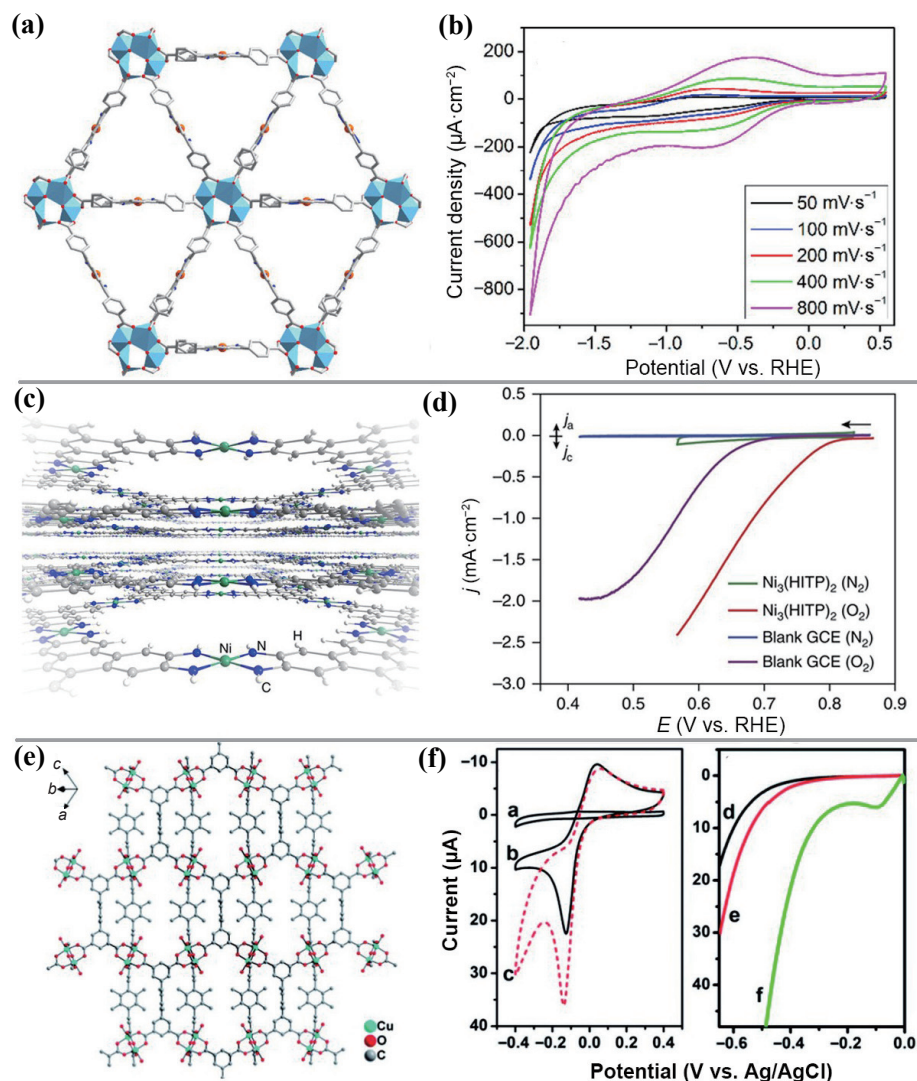 (a)
(b)
200
0
−200
−400
−600
−800
Current density (μA·cm⁻²)
50 mV·s⁻¹
100 mV·s⁻¹
200 mV·s⁻¹
400 mV·s⁻¹
800 mV·s⁻¹
−2.0 −1.5 −1.0 −0.5 0.0 0.5
Potential (V vs. RHE)
(c)
Ni
N
H
C
(d)
0.5
0.0
−0.5
−1.0
−1.5
−2.0
−2.5
−3.0
j (mA·cm⁻²)
jₐ
j꜀
Ni₃(HITP)₂ (N₂)
Ni₃(HITP)₂ (O₂)
Blank GCE (N₂)
Blank GCE (O₂)
0.4 0.5 0.6 0.7 0.8 0.9
E (V vs. RHE)
(e)
c
b
a
Cu
O
C
(f)
-10
0
10
20
30
40
Current (μA)
a
b
c
-0.4 -0.2 0.0 0.2 0.4
0
10
20
30
40
d
e
f
-0.6 -0.4 -0.2 0.0
Potential (V vs. Ag/AgCl)